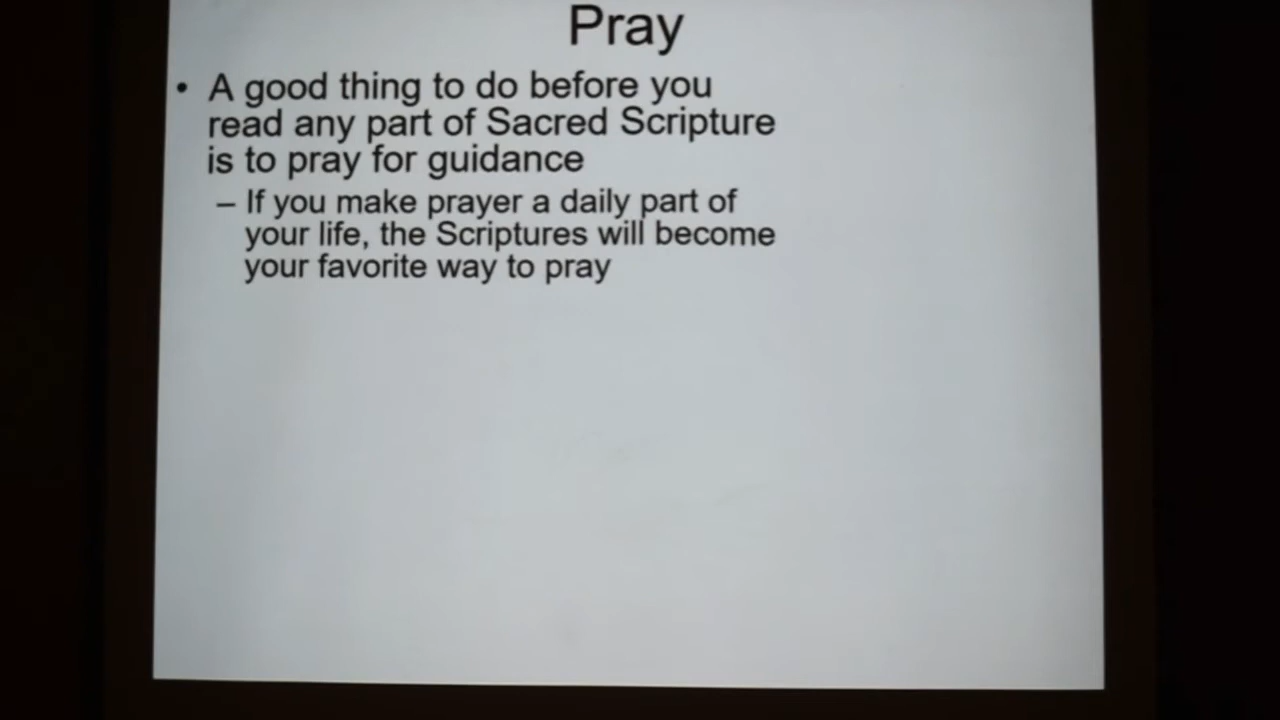 Pray
• A good thing to do before you
read any part of Sacred Scripture
is to pray for guidance
– If you make prayer a daily part of
your life, the Scriptures will become
your favorite way to pray